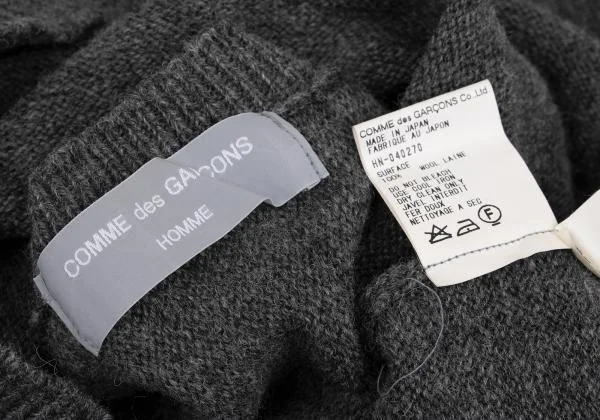 COMME des GARÇONS
HOMME
COMME des GARÇONS Co.,Ltd
MADE IN JAPAN
FABRIQUE AU JAPON
HN-040270
SURFACE WOOL LAINE
100%
DO NOT BLEACH
USE COOL IRON
DRY CLEAN ONLY
JAVEL INTERDIT
FER DOUX
NETTOYAGE A SEC
F